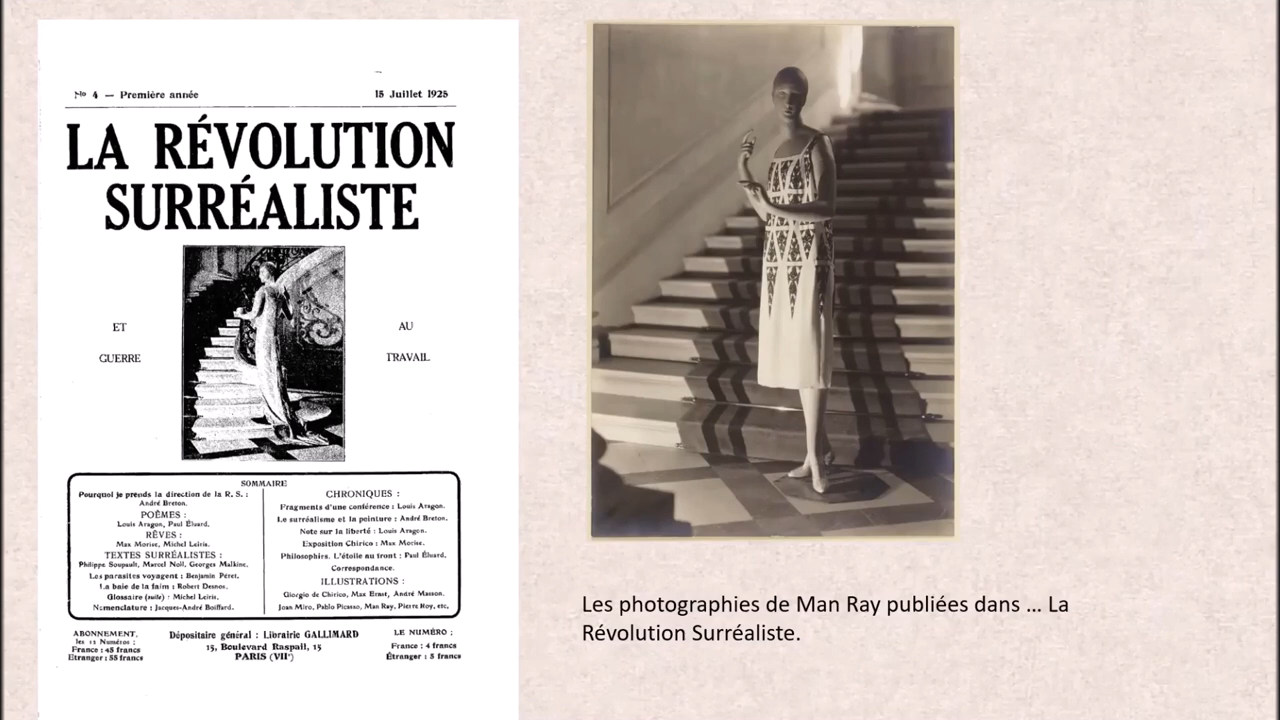 No 4 — Première année
15 Juillet 1925
LA RÉVOLUTION
SURRÉALISTE
ET
GUERRE
AU
TRAVAIL
SOMMAIRE
Pourquoi je prends la direction de la R. S. :
André Breton.
POÈMES :
Louis Aragon, Paul Éluard.
RÊVES :
Max Morise, Michel Leiris.
TEXTES SURRÉALISTES :
Philippe Soupault, Marcel Noll, Georges Malkine.
Les parasites voyagent : Benjamin Péret.
La baie de la faim : Robert Desnos.
Glossaire (suite) : Michel Leiris.
Nomenclature : Jacques-André Boiffard.
CHRONIQUES :
Fragments d'une conférence : Louis Aragon.
Le surréalisme et la peinture : André Breton.
Note sur la liberté : Louis Aragon.
Exposition Chirico : Max Morise.
Philosophies. L'étoile au front : Paul Éluard.
Correspondance.
ILLUSTRATIONS :
Giorgio de Chirico, Max Ernst, André Masson.
Joan Miro, Pablo Picasso, Man Ray, Pierre Roy, etc.
ABONNEMENT,
les 12 Numéros :
France : 45 francs
Etranger : 55 francs
Dépositaire général : Librairie GALLIMARD
15, Boulevard Raspail, 15
PARIS (VII°)
LE NUMÉRO :
France : 4 francs
Étranger : 5 francs
Les photographies de Man Ray publiées dans ... La
Révolution Surréaliste.